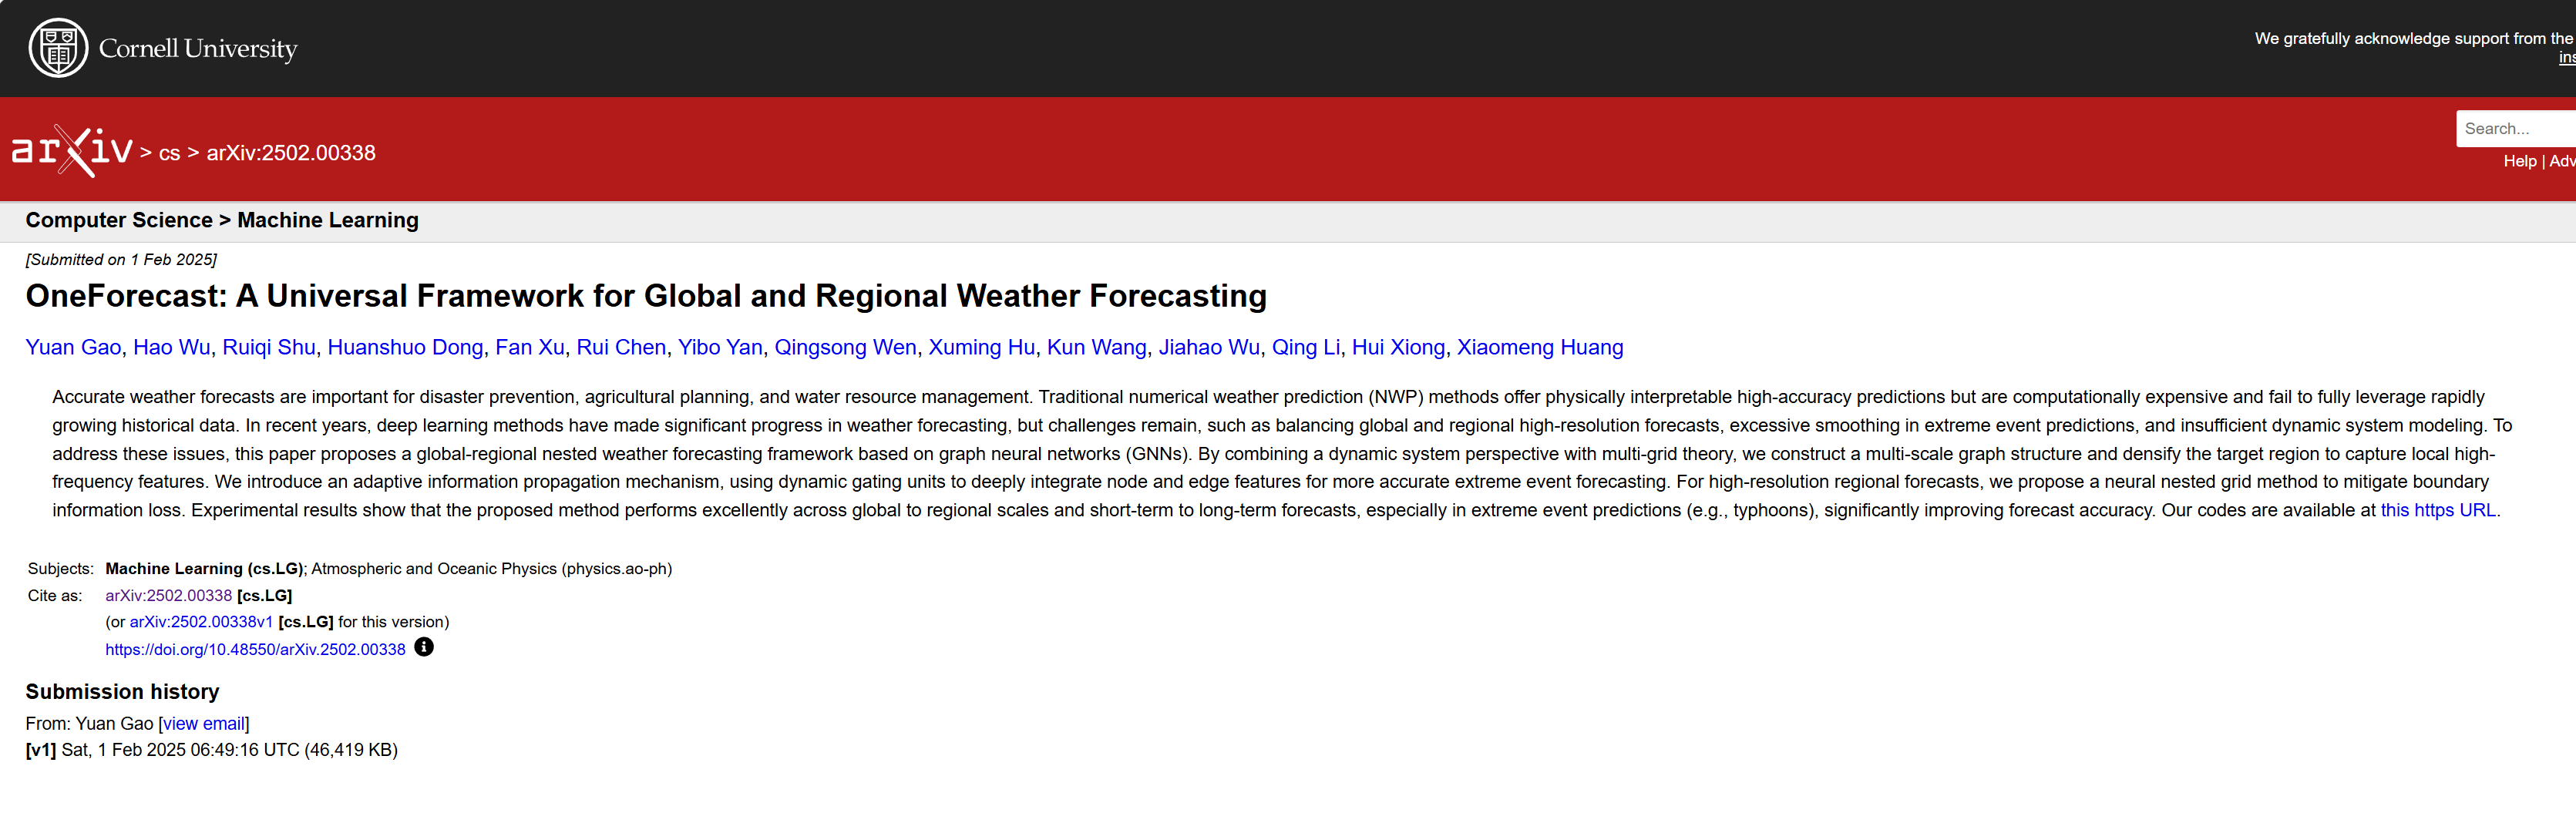 Cornell University
We gratefully acknowledge support from the
ins
arXiv > cs > arXiv:2502.00338
Search...
Help | Adv
Computer Science > Machine Learning
[Submitted on 1 Feb 2025]
OneForecast: A Universal Framework for Global and Regional Weather Forecasting
Yuan Gao, Hao Wu, Ruiqi Shu, Huanshuo Dong, Fan Xu, Rui Chen, Yibo Yan, Qingsong Wen, Xuming Hu, Kun Wang, Jiahao Wu, Qing Li, Hui Xiong, Xiaomeng Huang
Accurate weather forecasts are important for disaster prevention, agricultural planning, and water resource management. Traditional numerical weather prediction (NWP) methods offer physically interpretable high-accuracy predictions but are computationally expensive and fail to fully leverage rapidly
growing historical data. In recent years, deep learning methods have made significant progress in weather forecasting, but challenges remain, such as balancing global and regional high-resolution forecasts, excessive smoothing in extreme event predictions, and insufficient dynamic system modeling. To
address these issues, this paper proposes a global-regional nested weather forecasting framework based on graph neural networks (GNNs). By combining a dynamic system perspective with multi-grid theory, we construct a multi-scale graph structure and densify the target region to capture local high-
frequency features. We introduce an adaptive information propagation mechanism, using dynamic gating units to deeply integrate node and edge features for more accurate extreme event forecasting. For high-resolution regional forecasts, we propose a neural nested grid method to mitigate boundary
information loss. Experimental results show that the proposed method performs excellently across global to regional scales and short-term to long-term forecasts, especially in extreme event predictions (e.g., typhoons), significantly improving forecast accuracy. Our codes are available at this https URL.
Subjects: Machine Learning (cs.LG); Atmospheric and Oceanic Physics (physics.ao-ph)
Cite as: arXiv:2502.00338 [cs.LG]
(or arXiv:2502.00338v1 [cs.LG] for this version)
https://doi.org/10.48550/arXiv.2502.00338
Submission history
From: Yuan Gao [view email]
[v1] Sat, 1 Feb 2025 06:49:16 UTC (46,419 KB)